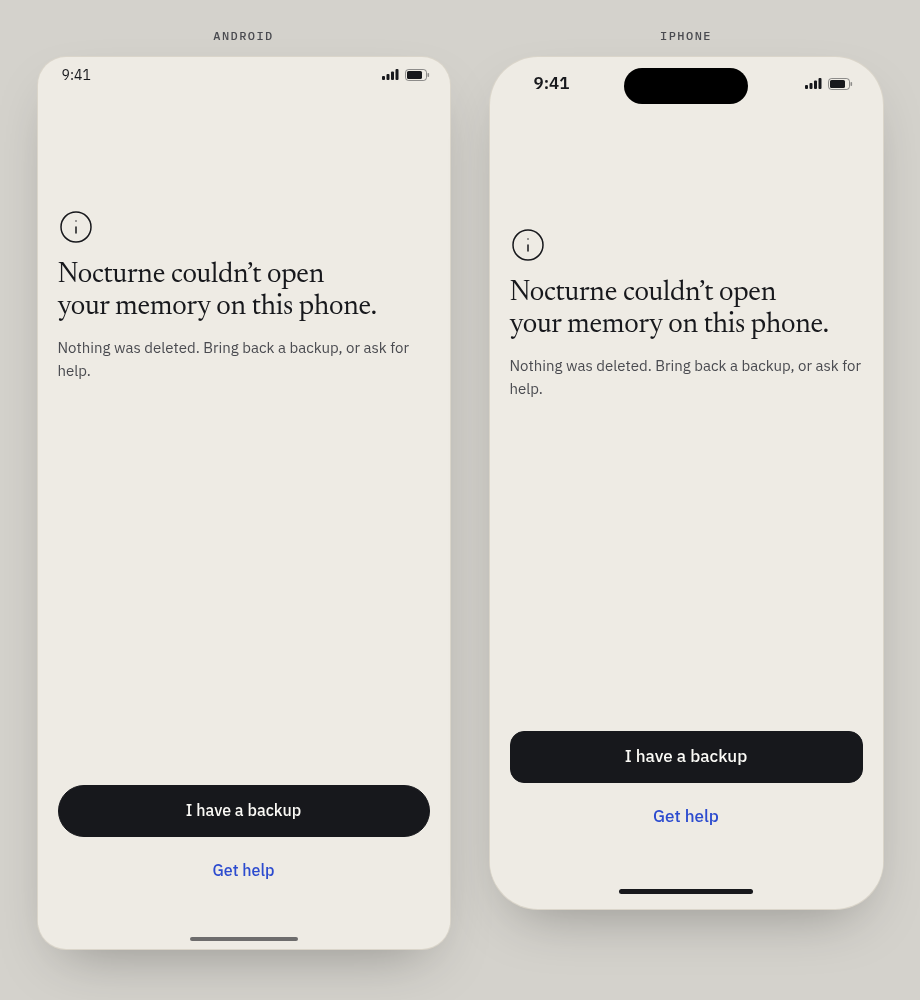 ANDROID
9:41
Nocturne couldn’t open
your memory on this phone.
Nothing was deleted. Bring back a backup, or ask for
help.
I have a backup
Get help
IPHONE
9:41
Nocturne couldn’t open
your memory on this phone.
Nothing was deleted. Bring back a backup, or ask for
help.
I have a backup
Get help